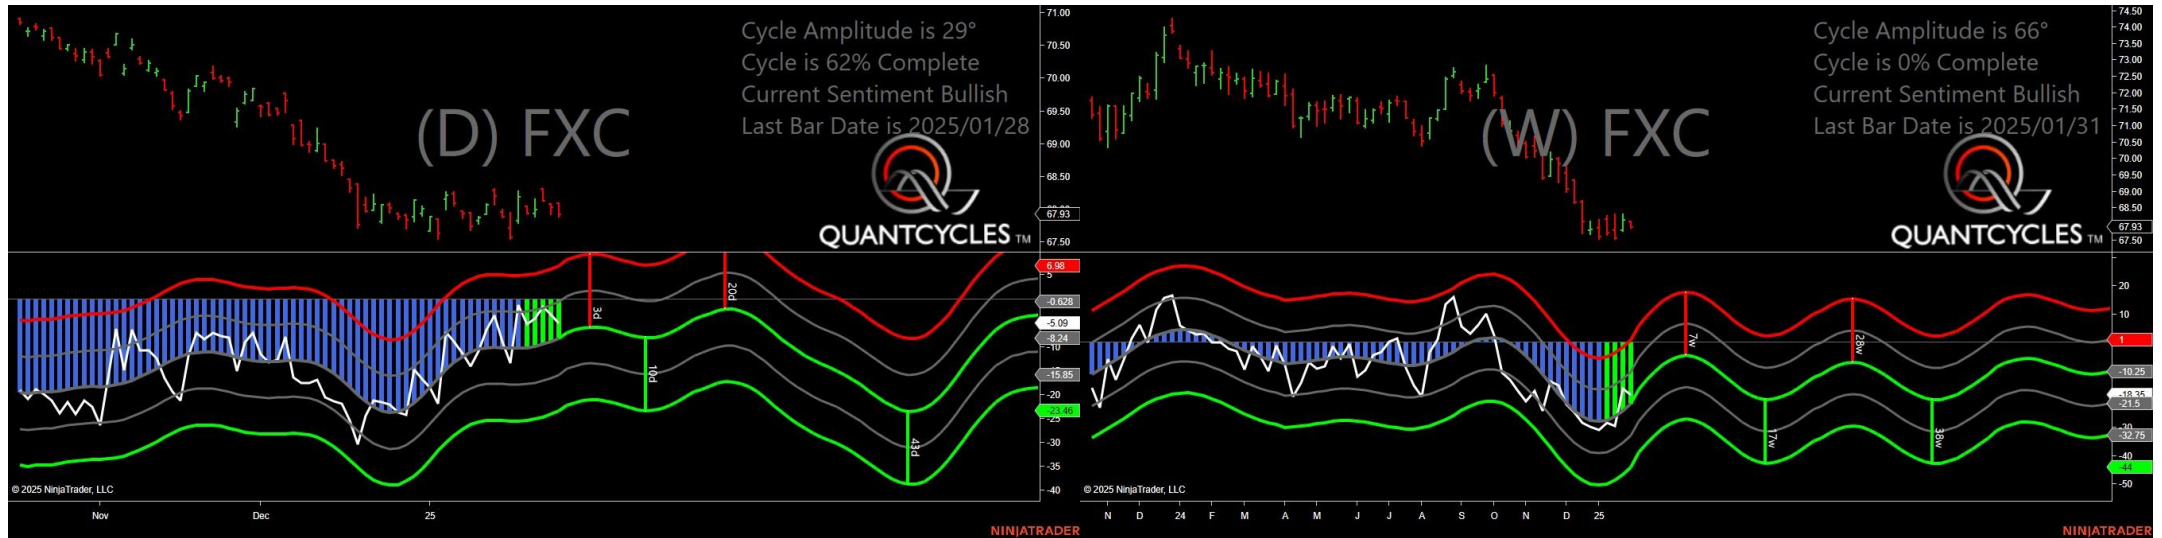 Cycle Amplitude is 29°
Cycle is 62% Complete
Current Sentiment Bullish
Last Bar Date is 2025/01/28
(D) FXC
QUANTCYCLES TM
71.00
70.50
70.00
69.50
69.00
68.50
67.93
67.50
6.98
5
-0.628
-5.09
-8.24
-10
-15.85
-20
-23.46
-25
-30
-35
-40
3d
20d
10d
43d
© 2025 NinjaTrader, LLC
Nov Dec 25
NINJATRADER
Cycle Amplitude is 66°
Cycle is 0% Complete
Current Sentiment Bullish
Last Bar Date is 2025/01/31
(W) FXC
QUANTCYCLES TM
74.50
74.00
73.50
73.00
72.50
72.00
71.50
71.00
70.50
70.00
69.50
69.00
68.50
67.93
67.50
20
10
1
-10.25
-18.35
-21.5
-30
-32.75
-40
-44
-50
7w
28w
17w
38w
© 2025 NinjaTrader, LLC
N D 24 F M A M J J A S O N D 25
NINJATRADER